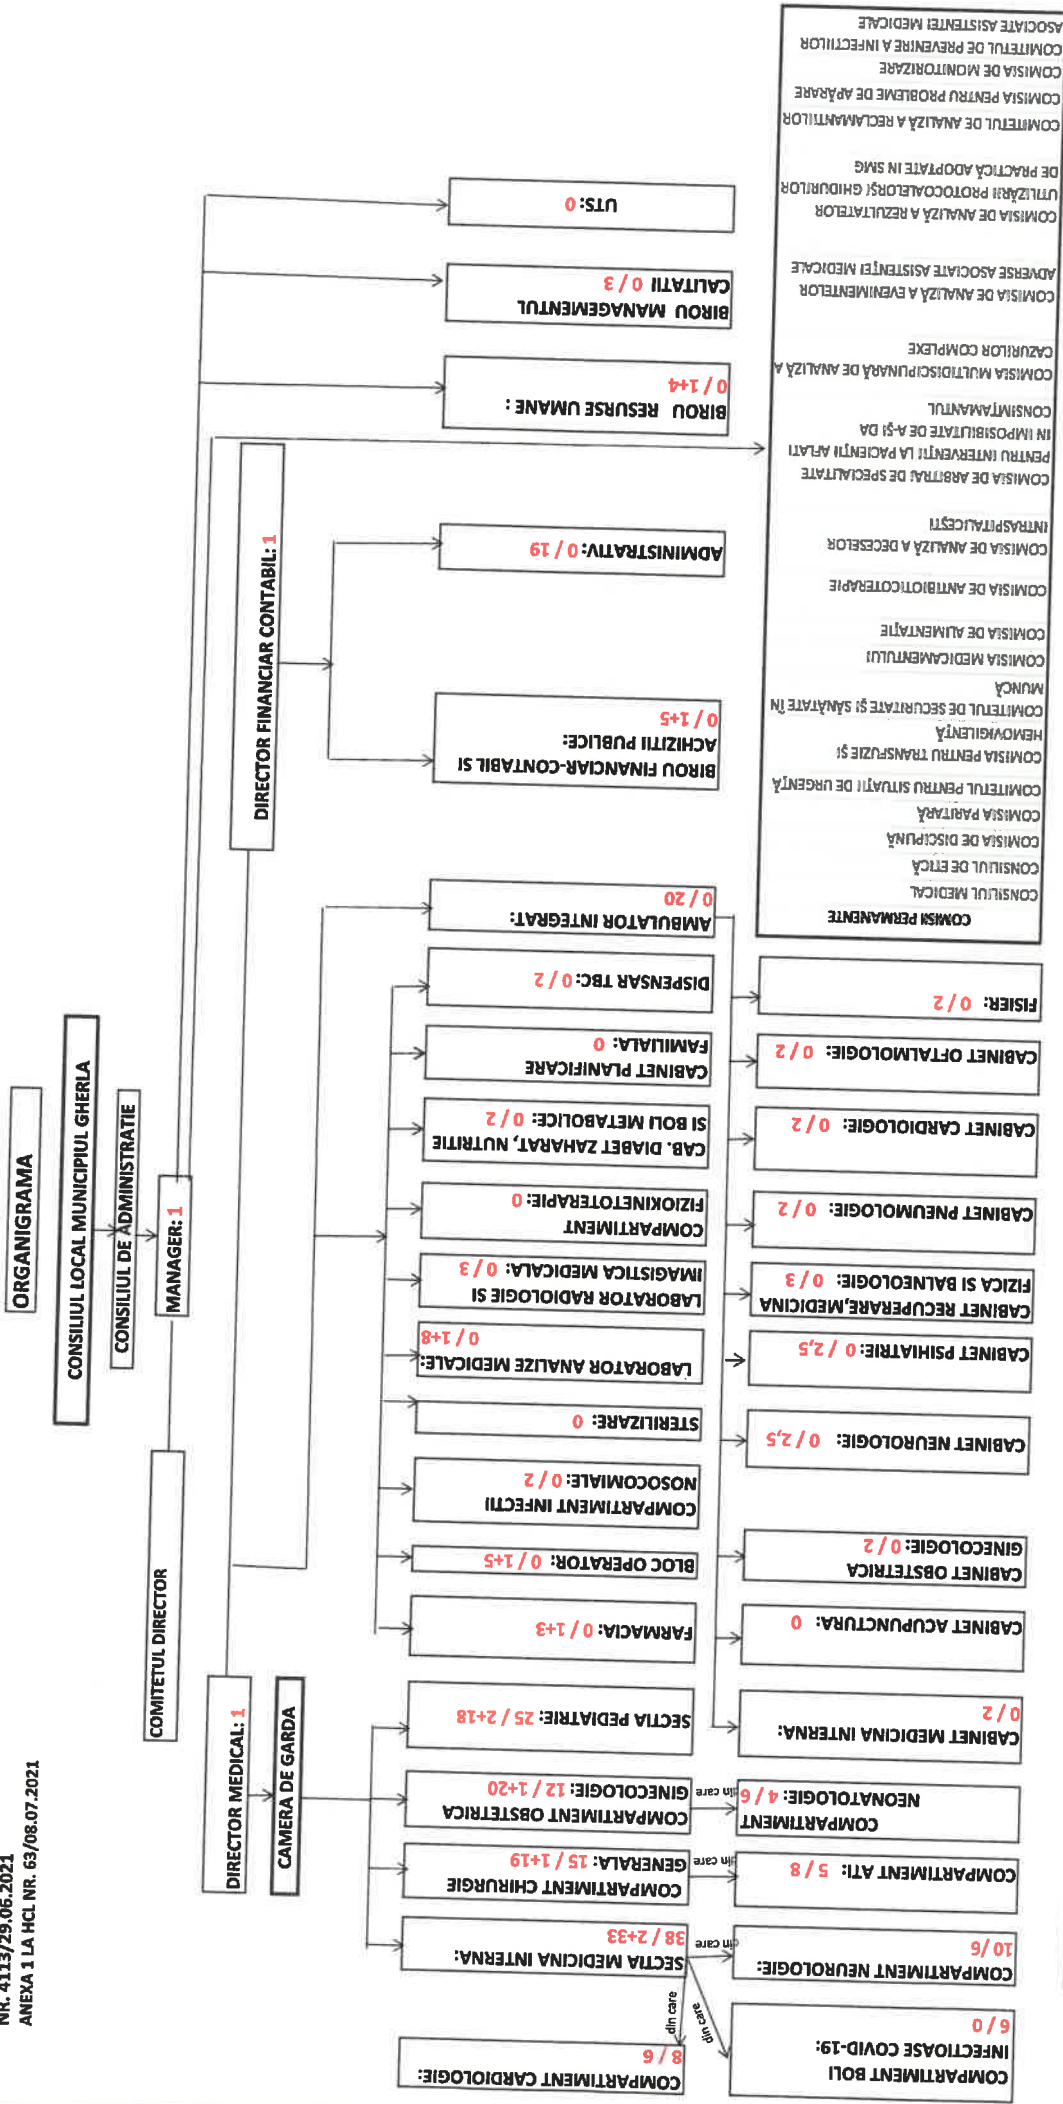 NR. 4113/29.06.2021
ANEXA 1 LA HCL NR. 63/08.07.2021
ORGANIGRAMA
CONSILIUL LOCAL MUNICIPIUL GHERLA
CONSILIUL DE ADMINISTRATIE
MANAGER: 1
COMITETUL DIRECTOR
DIRECTOR MEDICAL: 1
DIRECTOR FINANCIAR CONTABIL: 1
CAMERA DE GARDA
COMPARTIMENT CARDIOLOGIE:
8 / 6
din care
SECTIA MEDICINA INTERNA:
38 / 2+33
din care
COMPARTIMENT BOLI
INFECTIOASE COVID-19:
6 / 0
din care
COMPARTIMENT NEUROLOGIE:
10 /6
COMPARTIMENT CHIRURGIE
GENERALA: 15 / 1+19
din care
COMPARTIMENT ATI: 5 / 8
COMPARTIMENT OBSTETRICA
GINECOLOGIE: 12 / 1+20
din care
COMPARTIMENT
NEONATOLOGIE: 4 / 6
SECTIA PEDIATRIE: 25 / 2+18
FARMACIA: 0 / 1+3
BLOC OPERATOR: 0 / 1+5
COMPARTIMENT INFECTII
NOSOCOMIALE: 0 / 2
STERILIZARE: 0
LABORATOR ANALIZE MEDICALE:
0 / 1+8
LABORATOR RADIOLOGIE SI
IMAGISTICA MEDICALA: 0 / 3
COMPARTIMENT
FIZIOKINETOTERAPIE: 0
CAB. DIABET ZAHARAT, NUTRITIE
SI BOLI METABOLICE: 0 / 2
CABINET PLANIFICARE
FAMILIALA: 0
DISPENSAR TBC: 0 / 2
AMBULATOR INTEGRAT:
0 / 20
CABINET MEDICINA INTERNA:
0 / 2
CABINET ACUPUNCTURA: 0
CABINET OBSTETRICA
GINECOLOGIE: 0 / 2
CABINET NEUROLOGIE: 0 / 2,5
CABINET PSIHIATRIE: 0 / 2,5
CABINET RECUPERARE,MEDICINA
FIZICA SI BALNEOLOGIE: 0 / 3
CABINET PNEUMOLOGIE: 0 / 2
CABINET CARDIOLOGIE: 0 / 2
CABINET OFTALMOLOGIE: 0 / 2
FISIER: 0 / 2
BIROU FINANCIAR-CONTABIL SI
ACHIZITII PUBLICE:
0 / 1+5
ADMINISTRATIV: 0 / 19
BIROU RESURSE UMANE :
0 / 1+4
BIROU MANAGEMENTUL
CALITATII 0 / 3
UTS: 0
COMISII PERMANENTE
CONSILIUL MEDICAL
CONSILIUL DE ETICĂ
COMISIA DE DISCIPLINĂ
COMISIA PARITARĂ
COMITETUL PENTRU SITUAȚII DE URGENȚĂ
COMISIA PENTRU TRANSFUZIE ȘI
HEMOVIGILENȚĂ
COMITETUL DE SECURITATE ȘI SĂNĂTATE ÎN
MUNCĂ
COMISIA MEDICAMENTULUI
COMISIA DE ALIMENTAȚIE
COMISIA DE ANTIBIOTICOTERAPIE
COMISIA DE ANALIZĂ A DECESELOR
INTRASPITALICEȘTI
COMISIA DE ARBITRAJ DE SPECIALITATE
PENTRU INTERVENȚII LA PACIENȚII AFLATI
IN IMPOSIBILITATE DE A-ȘI DA
CONSIMȚAMANTUL
COMISIA MULTIDISCIPLINARĂ DE ANALIZĂ A
CAZURILOR COMPLEXE
COMISIA DE ANALIZĂ A EVENIMENTELOR
ADVERSE ASOCIATE ASISTENȚEI MEDICALE
COMISIA DE ANALIZĂ A REZULTATELOR
UTILIZĂRII PROTOCOALELORȘI GHIDURILOR
DE PRACTICĂ ADOPTATE IN SMG
COMITETUL DE ANALIZĂ A RECLAMANTIILOR
COMISIA PENTRU PROBLEME DE APĂRARE
COMISIA DE MONITORIZARE
COMITETUL DE PREVENIRE A INFECTIILOR
ASOCIATE ASISTENTEI MEDICALE